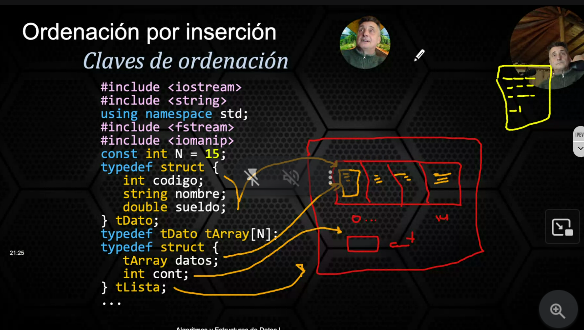 Ordenación por inserción
Claves de ordenación
#include <iostream>
#include <string>
using namespace std;
#include <fstream>
#include <iomanip>
const int N = 15;
typedef struct {
int codigo;
string nombre;
double sueldo;
} tDato;
typedef tDato tArray[N];
typedef struct {
tArray datos;
int cont;
} tLista;
...
21:25
Algoritmos y Estructuras de Datos I